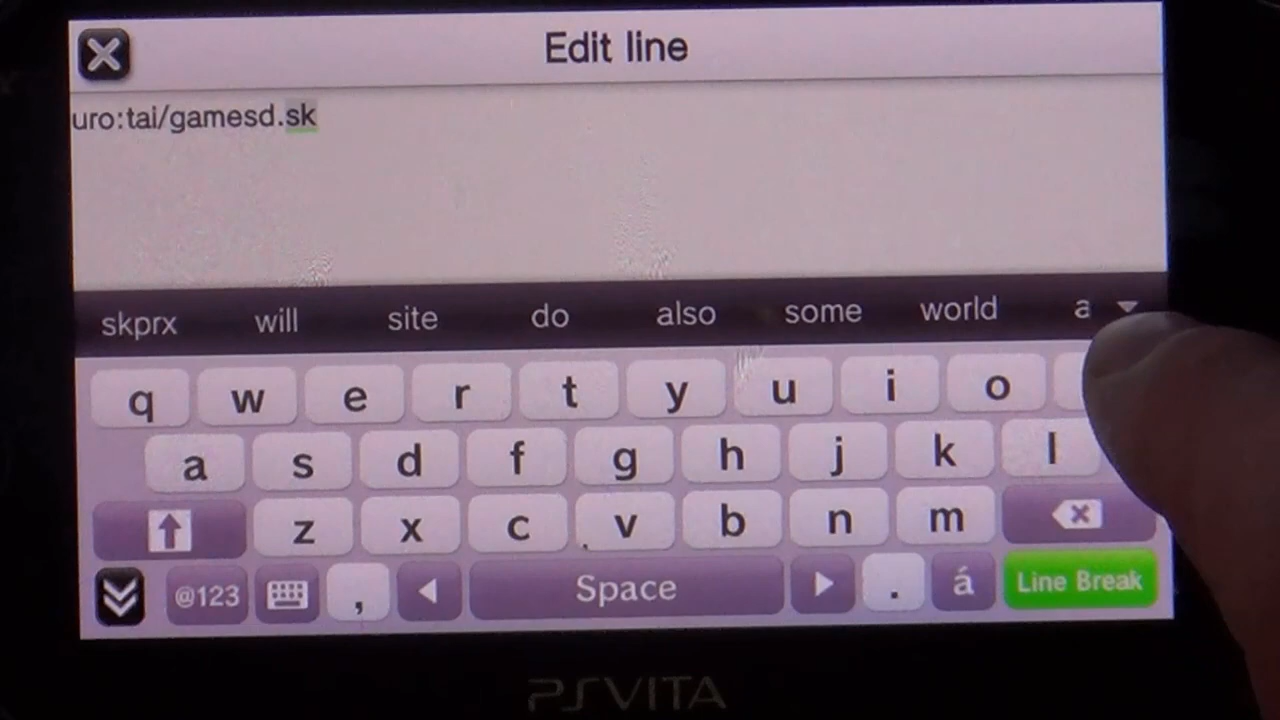 Edit line
uro:tai/gamesd.sk
skprx will site do also some world a
q w e r t y u i o
a s d f g h j k l
z x c v b n m
@123 , Space . á Line Break
PSVITA